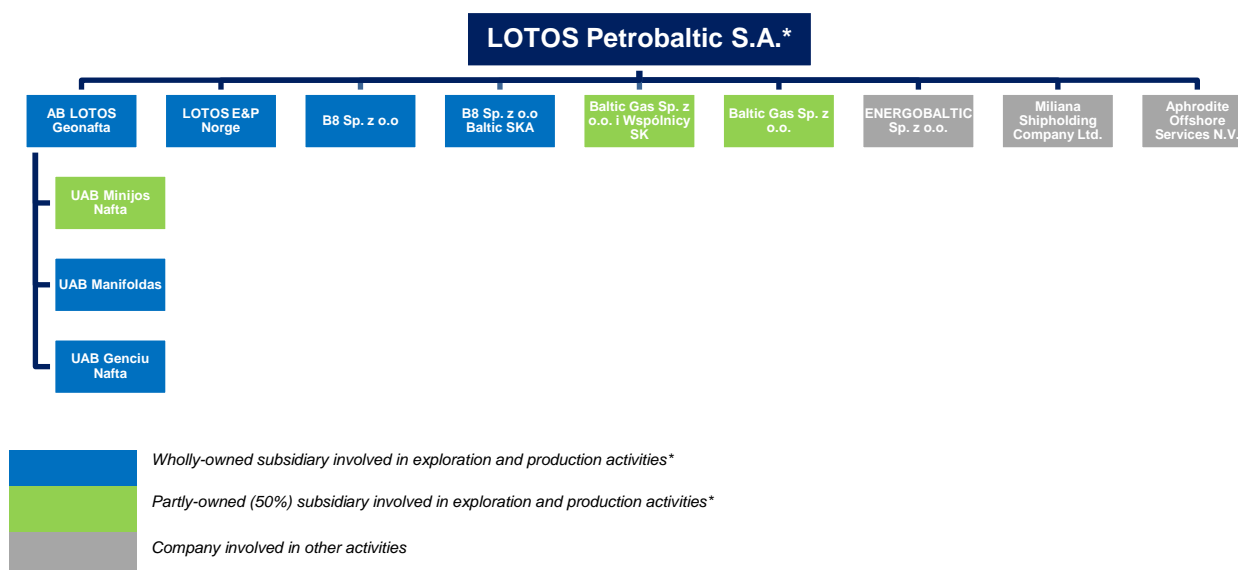 LOTOS Petrobaltic S.A.*
AB LOTOS
Geonafta
LOTOS E&P
Norge
B8 Sp. z o.o
B8 Sp. z o.o
Baltic SKA
Baltic Gas Sp. z
o.o. i Wspólnicy
SK
Baltic Gas Sp. z
o.o.
ENERGOBALTIC
Sp. z o.o.
Miliana
Shipholding
Company Ltd.
Aphrodite
Offshore
Services N.V.
UAB Minijos
Nafta
UAB Manifoldas
UAB Genciu
Nafta
Wholly-owned subsidiary involved in exploration and production activities*
Partly-owned (50%) subsidiary involved in exploration and production activities*
Company involved in other activities